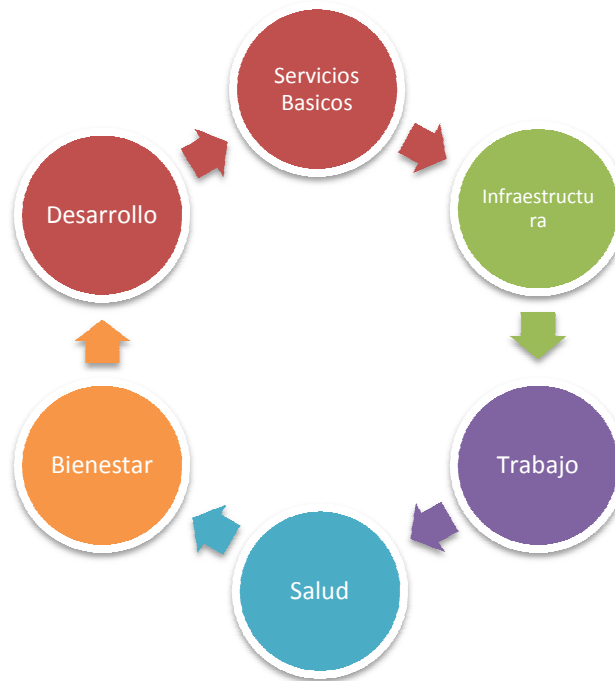 Servicios
Basicos
Infraestructu
ra
Trabajo
Salud
Bienestar
Desarrollo